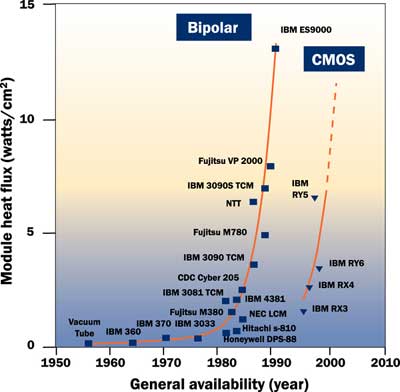 15
Bipolar
IBM ES9000
CMOS
Module heat flux (watts/cm²)
10
Fujitsu VP 2000
IBM 3090S TCM
IBM
RY5
NTT
Fujitsu M780
5
IBM 3090 TCM
IBM RY6
CDC Cyber 205
IBM 3081 TCM
IBM 4381
IBM RX4
Fujitsu M380
NEC LCM
IBM RX3
Vacuum
Tube
IBM 360
IBM 370
IBM 3033
Hitachi s-810
Honeywell DPS-88
0
1950
1960
1970
1980
1990
2000
2010
General availability (year)